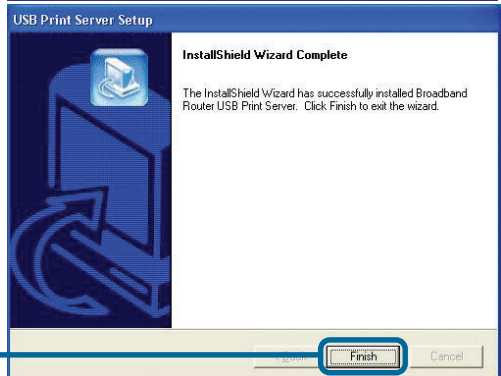 USB Print Server Setup
InstallShield Wizard Complete
The InstallShield Wizard has successfully installed Broadband
Router USB Print Server. Click Finish to exit the wizard.
Finish
Cancel